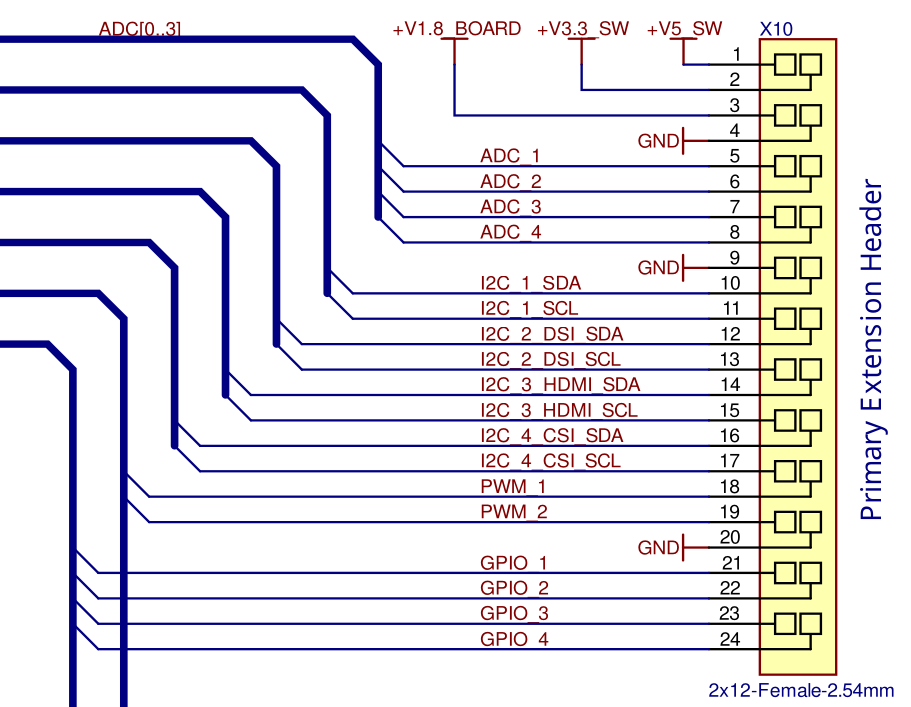 ADC[0..3]
+V1.8_BOARD +V3.3_SW +V5_SW X10
1
2
3
GND 4
ADC_1 5
ADC_2 6
ADC_3 7
ADC_4 8
GND 9
I2C_1_SDA 10
I2C_1_SCL 11
I2C_2_DSI_SDA 12
I2C_2_DSI_SCL 13
I2C_3_HDMI_SDA 14
I2C_3_HDMI_SCL 15
I2C_4_CSI_SDA 16
I2C_4_CSI_SCL 17
PWM_1 18
PWM_2 19
GND 20
GPIO_1 21
GPIO_2 22
GPIO_3 23
GPIO_4 24
Primary Extension Header
2x12-Female-2.54mm